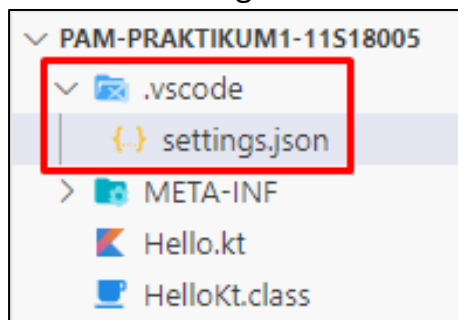 PAM-PRAKTIKUM1-11S18005
.vscode
{..} settings.json
META-INF
Hello.kt
HelloKt.class